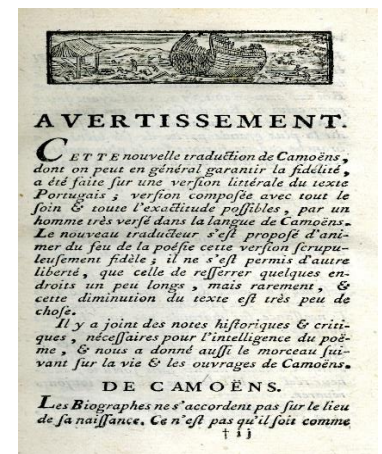 AVERTISSEMENT.
CETTE nouvelle traduction de Camoëns,
dont on peut en général garantir la fidélité,
a été faite ſur une verſion littérale du texte
Portugais ; verſion compoſée avec tout le
ſoin & toute l'exactitude poſſibles, par un
homme très verſé dans la langue de Camoëns.
Le nouveau traducteur s'eſt propoſé d'ani-
mer du feu de la poéſie cette verſion ſcrupu-
leuſement fidèle ; il ne s'eſt permis d'autre
liberté, que celle de reſſerrer quelques en-
droits un peu longs, mais rarement, &
cette diminution du texte eſt très peu de
choſe.
Il y a joint des notes hiſtoriques & criti-
ques, néceſſaires pour l'intelligence du poë-
me, & nous a donné auſſi le morceau ſui-
vant ſur la vie & les ouvrages de Camoëns.
DE CAMOËNS.
Les Biographes ne s'accordent pas ſur le lieu
de ſa naiſſance. Ce n'eſt pas qu'il ſoit comme
† ij